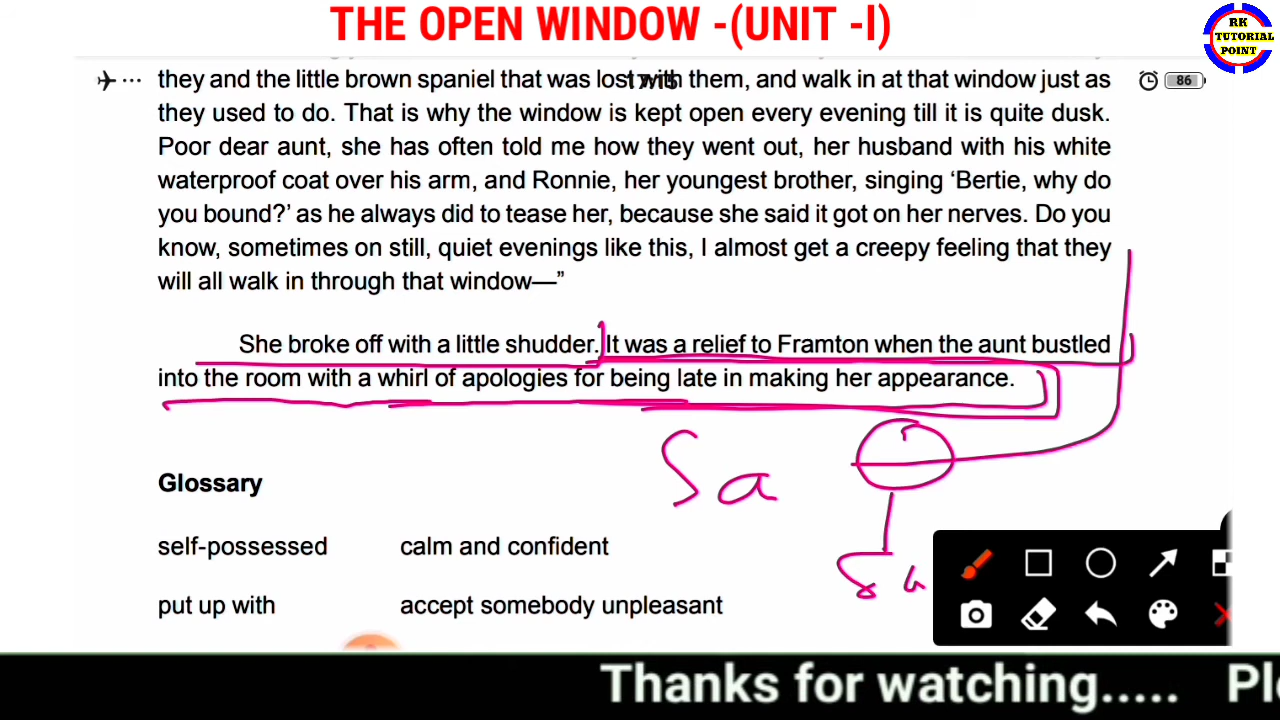 THE OPEN WINDOW -(UNIT -I)
RK
TUTORIAL
POINT
86
they and the little brown spaniel that was lost with them, and walk in at that window just as
they used to do. That is why the window is kept open every evening till it is quite dusk.
Poor dear aunt, she has often told me how they went out, her husband with his white
waterproof coat over his arm, and Ronnie, her youngest brother, singing ‘Bertie, why do
you bound?’ as he always did to tease her, because she said it got on her nerves. Do you
know, sometimes on still, quiet evenings like this, I almost get a creepy feeling that they
will all walk in through that window—”
She broke off with a little shudder. It was a relief to Framton when the aunt bustled
into the room with a whirl of apologies for being late in making her appearance.
Sa
Glossary
self-possessed calm and confident
put up with accept somebody unpleasant
Thanks for watching..... Ple